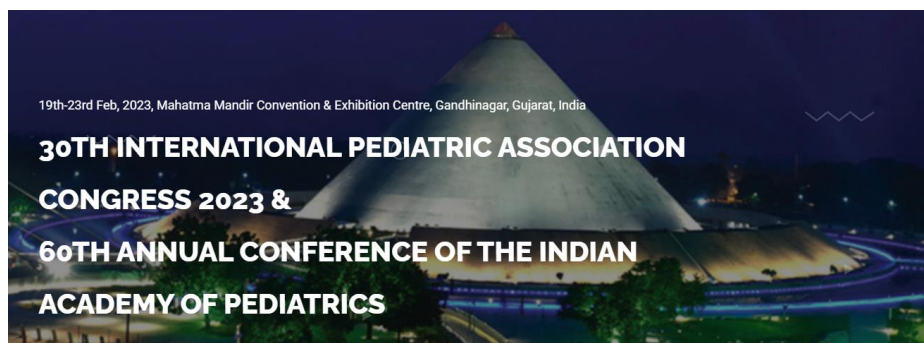 19th-23rd Feb, 2023, Mahatma Mandir Convention & Exhibition Centre, Gandhinagar, Gujarat, India
30TH INTERNATIONAL PEDIATRIC ASSOCIATION
CONGRESS 2023 &
60TH ANNUAL CONFERENCE OF THE INDIAN
ACADEMY OF PEDIATRICS